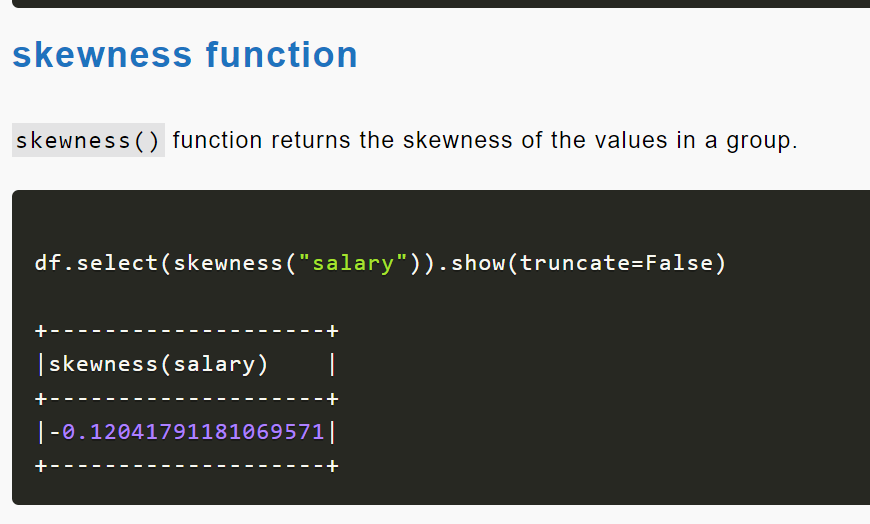 skewness function
skewness() function returns the skewness of the values in a group.
df.select(skewness("salary")).show(truncate=False)
+--------------------+
|skewness(salary)    |
+--------------------+
|-0.12041791181069571|
+--------------------+